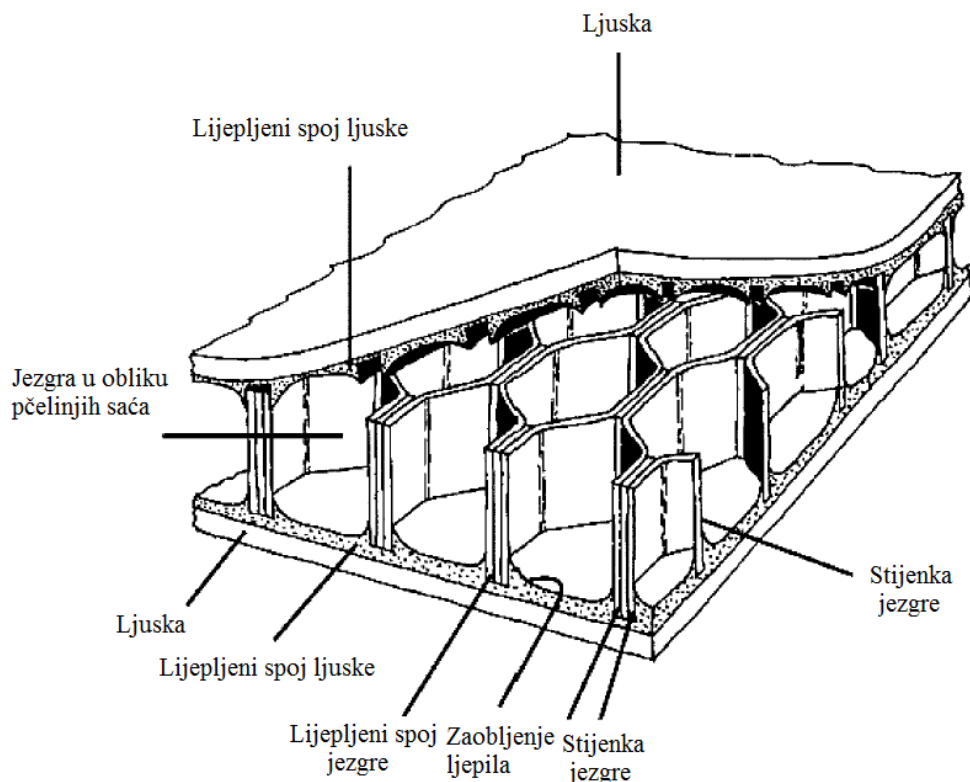 Ljuska
Lijepljeni spoj ljuske
Jezgra u obliku
pčelinjih saća
Stijenka
jezgre
Ljuska
Lijepljeni spoj ljuske
Lijepljeni spoj
jezgre
Zaobljenje
ljepila
Stijenka
jezgre